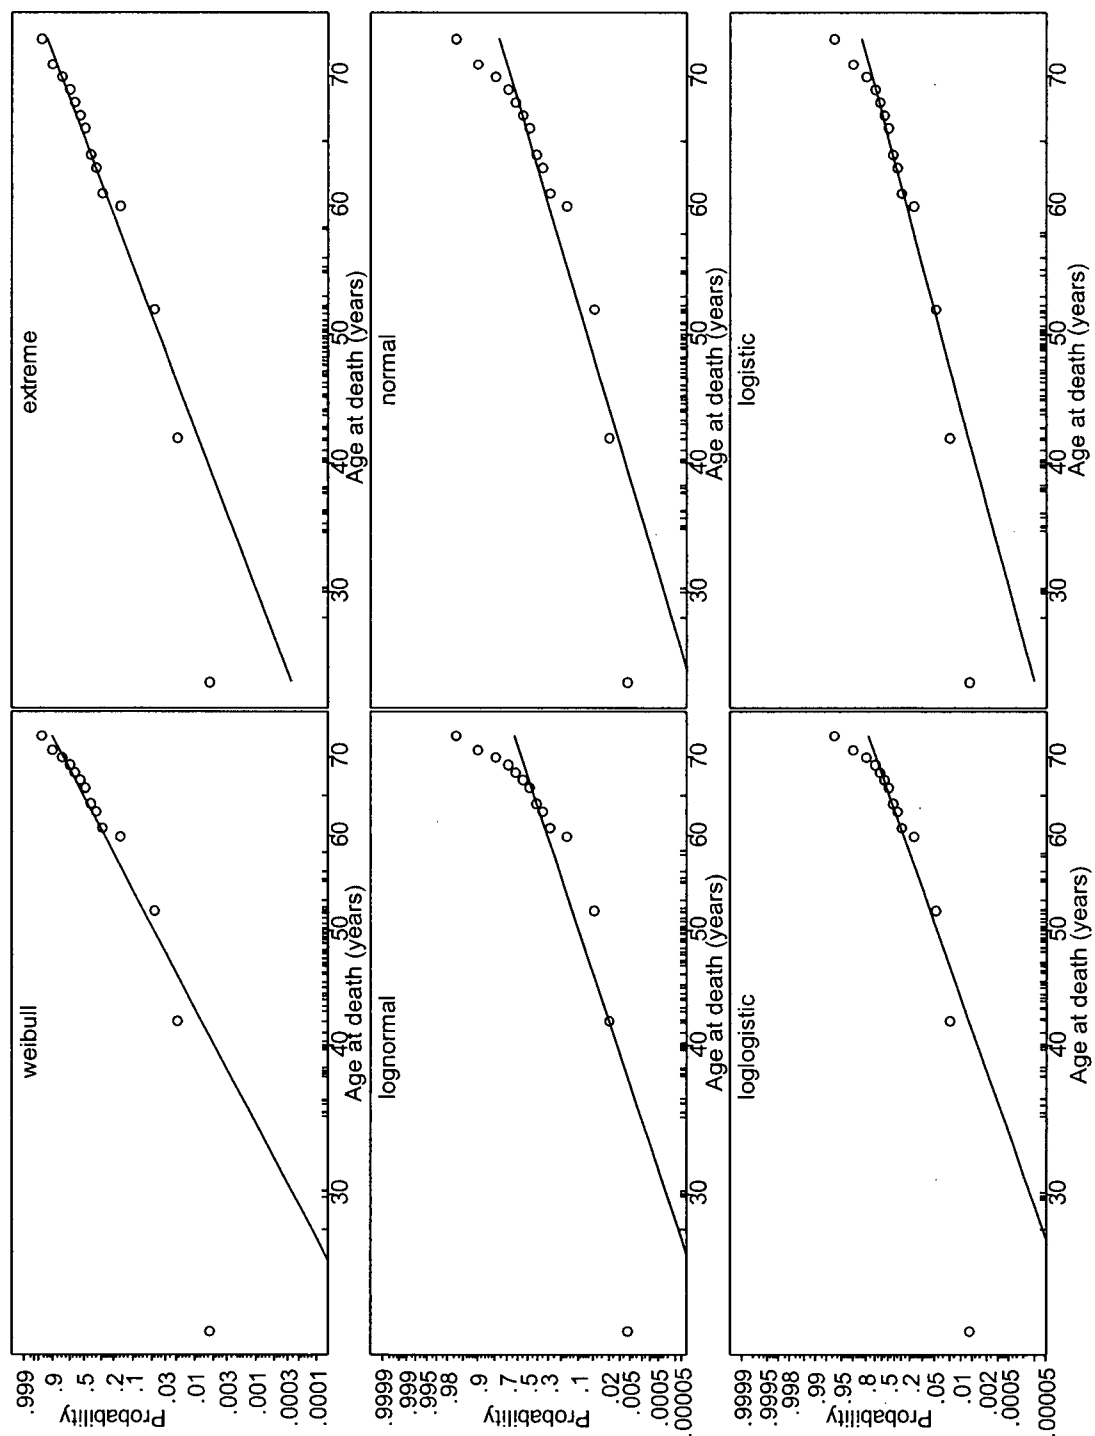 weibull
extreme
.9999
.9
.5
.2
.1
.03
.01
.003
.001
.0003
.0001
Probability
30 40 50 60 70
30 40 50 60 70
Age at death (years)
Age at death (years)
lognormal
normal
.9999
.9999
.995
.98
.9
.7
.5
.3
.1
.02
.005
.0005
.00005
Probability
30 40 50 60 70
30 40 50 60 70
Age at death (years)
Age at death (years)
loglogistic
logistic
.9999
.9995
.998
.99
.95
.8
.5
.2
.05
.01
.002
.0005
.00005
Probability
30 40 50 60 70
30 40 50 60 70
Age at death (years)
Age at death (years)